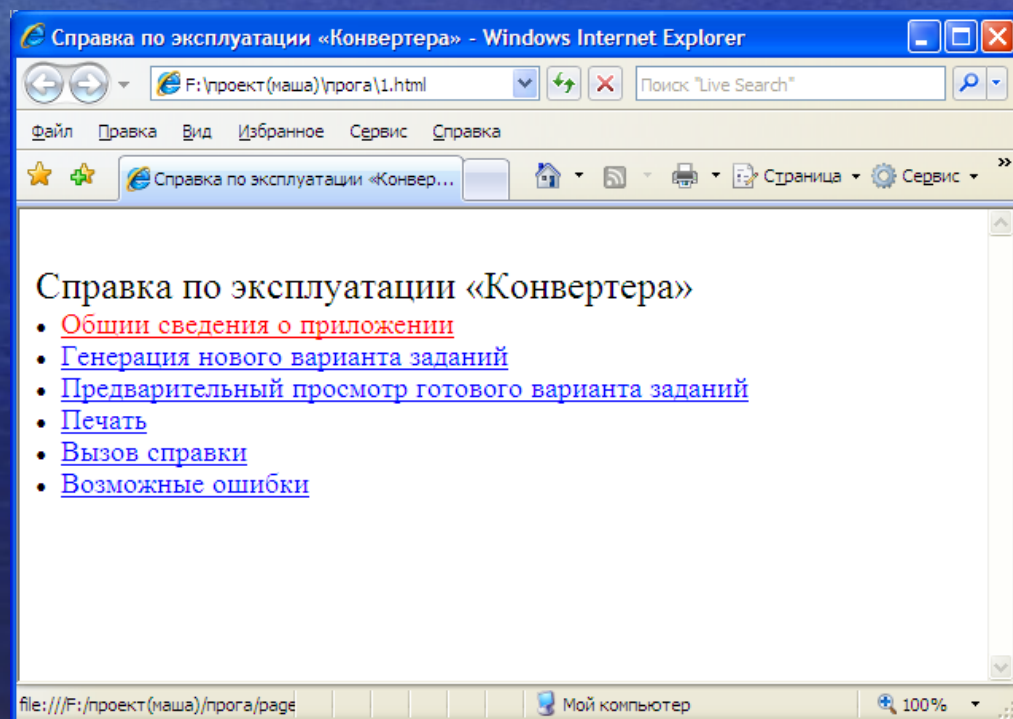 Справка по эксплуатации «Конвертера» - Windows Internet Explorer
F:\проект(маша)\прога\1.html
Поиск "Live Search"
Файл Правка Вид Избранное Сервис Справка
Справка по эксплуатации «Конвер...
Страница
Сервис
»
Справка по эксплуатации «Конвертера»
• Общии сведения о приложении
• Генерация нового варианта заданий
• Предварительный просмотр готового варианта заданий
• Печать
• Вызов справки
• Возможные ошибки
file:///F:/проект(маша)/прога/page
Мой компьютер
100%